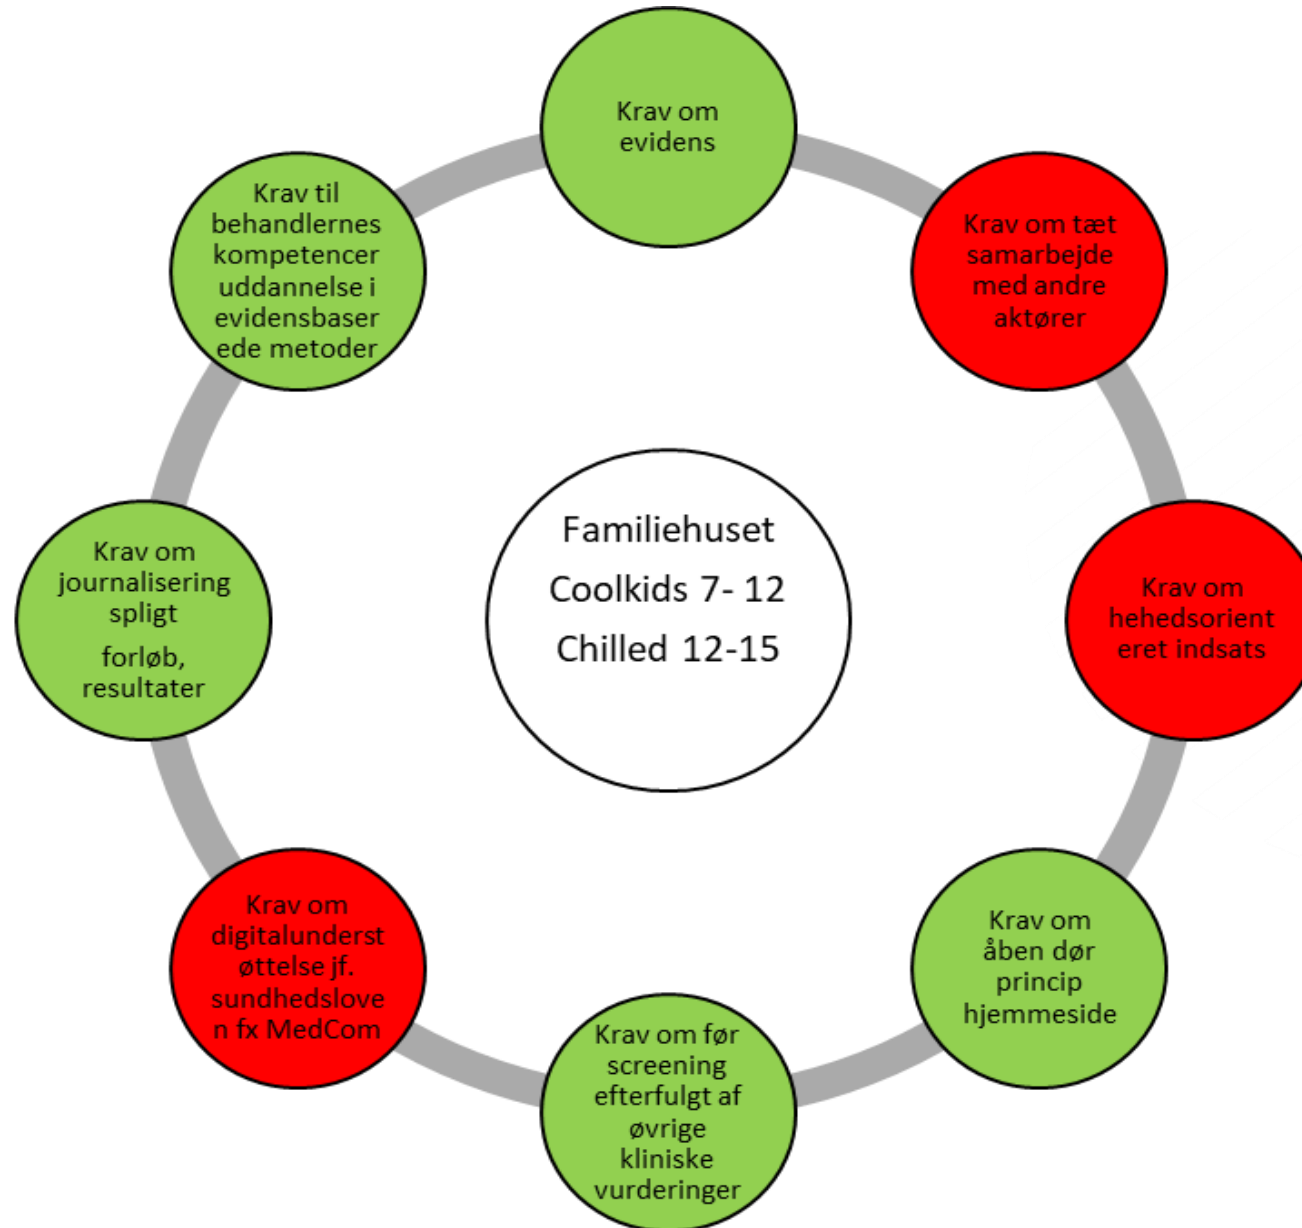 Krav om
evidens
Krav om tæt
samarbejde
med andre
aktører
Krav om
hehedsorient
eret indsats
Krav om
åben dør
princip
hjemmeside
Krav om før
screening
efterfulgt af
øvrige
kliniske
vurderinger
Krav om
digitalunderst
øttelse jf.
sundhedslove
n fx MedCom
Krav om
journalisering
spligt
forløb,
resultater
Krav til
behandlernes
kompetencer
uddannelse i
evidensbaser
ede metoder
Familiehuset
Coolkids 7- 12
Chilled 12-15